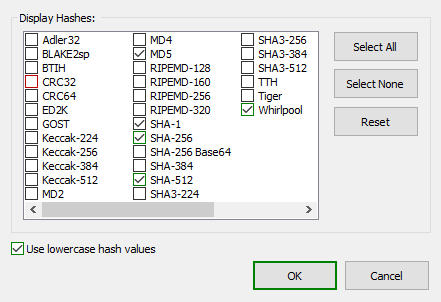 Display Hashes:
Adler32
BLAKE2sp
BTIH
CRC32
CRC64
ED2K
GOST
Keccak-224
Keccak-256
Keccak-384
Keccak-512
MD2
MD4
MD5
RIPEMD-128
RIPEMD-160
RIPEMD-256
RIPEMD-320
SHA-1
SHA-256
SHA-256 Base64
SHA-384
SHA-512
SHA3-224
SHA3-256
SHA3-384
SHA3-512
TTH
Tiger
Whirlpool
Select All
Select None
Reset
Use lowercase hash values
OK
Cancel